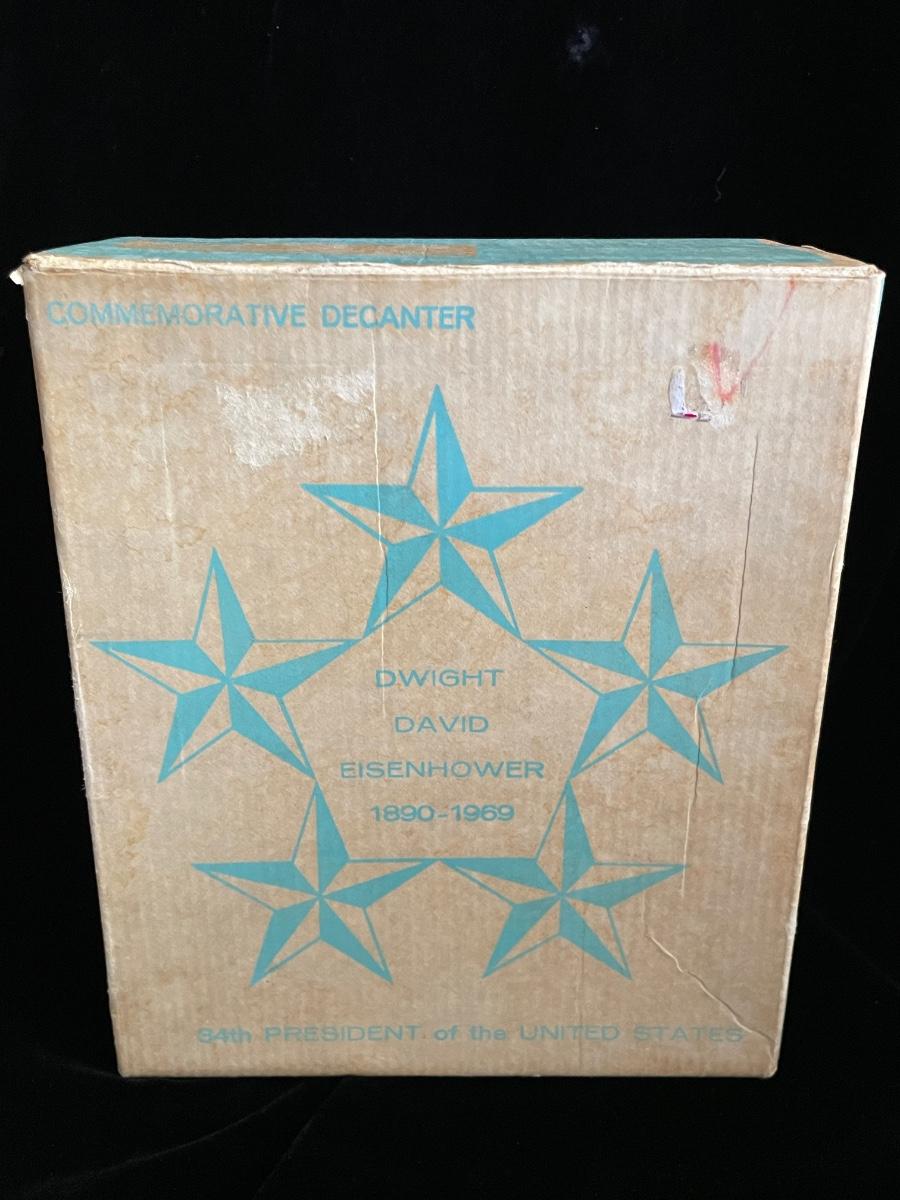 COMMEMORATIVE DECANTER
DWIGHT
DAVID
EISENHOWER
1890-1969
34th PRESIDENT of the UNITED STATES